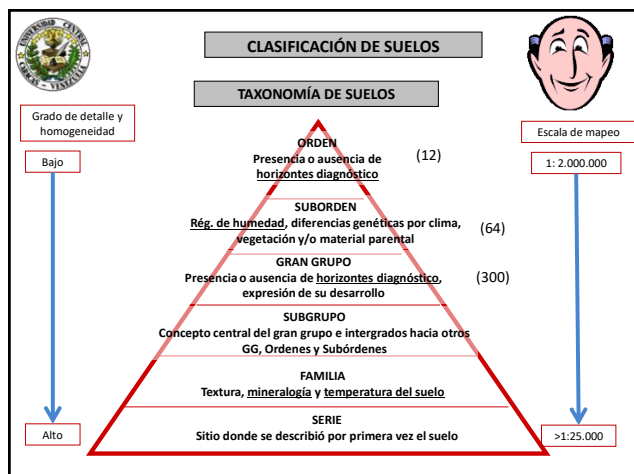 UNIVERSIDAD CENTRAL
CARACAS - VENEZUELA
CLASIFICACIÓN DE SUELOS
TAXONOMÍA DE SUELOS
Grado de detalle y
homogeneidad
Bajo
Alto
Escala de mapeo
1: 2.000.000
>1:25.000
ORDEN
Presencia o ausencia de
horizontes diagnóstico
(12)
SUBORDEN
Rég. de humedad, diferencias genéticas por clima,
vegetación y/o material parental
(64)
GRAN GRUPO
Presencia o ausencia de horizontes diagnóstico,
expresión de su desarrollo
(300)
SUBGRUPO
Concepto central del gran grupo e intergrados hacia otros
GG, Ordenes y Subórdenes
FAMILIA
Textura, mineralogía y temperatura del suelo
SERIE
Sitio donde se describió por primera vez el suelo